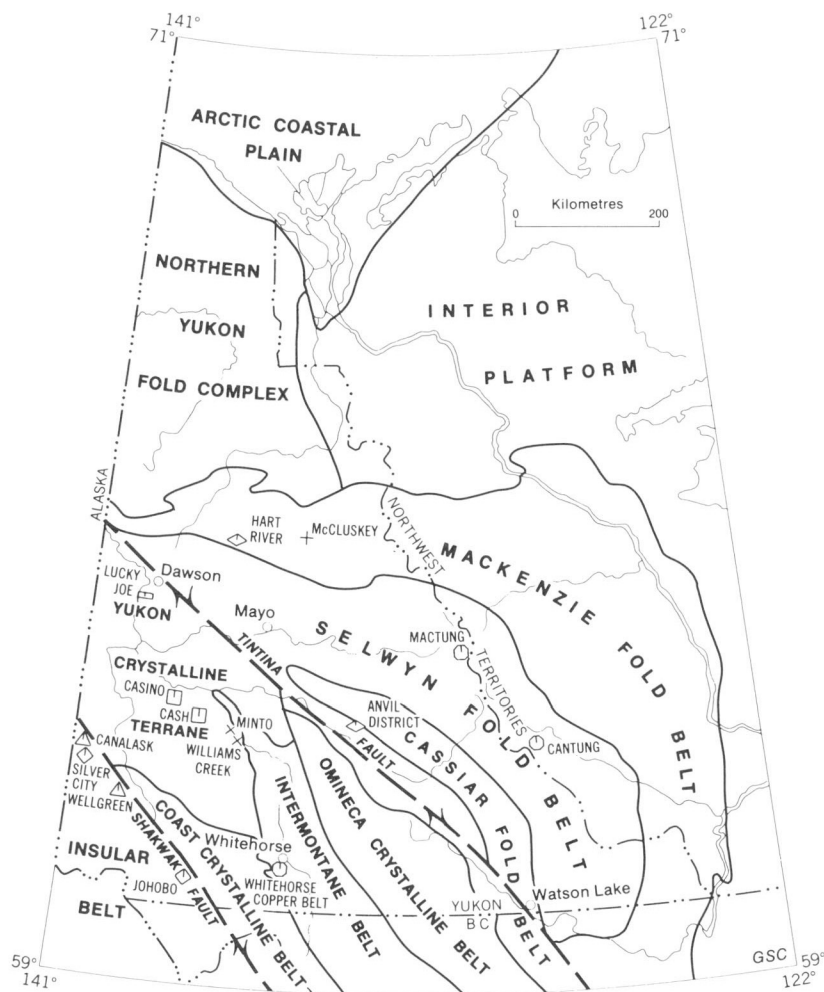 141°
71°
122°
71°
ARCTIC COASTAL
PLAIN
Kilometres
0 200
NORTHERN
YUKON
FOLD COMPLEX
INTERIOR
PLATFORM
ALASKA
HART
RIVER
McCLUSKEY
NORTHWEST
TERRITORIES
MACKENZIE FOLD BELT
LUCKY
JOE
Dawson
YUKON
CRYSTALLINE
TERRANE
Mayo
SELWYN FOLD BELT
MACTUNG
TINTINA
FAULT
CASINO
CASH
MINTO
WILLIAMS
CREEK
ANVIL
DISTRICT
CASSIAR FOLD BELT
CANTUNG
CANALASK
SILVER
CITY
WELLGREEN
OMINECA CRYSTALLINE BELT
INTERMONTANE BELT
COAST CRYSTALLINE BELT
SHAKWAK FAULT
INSULAR
BELT
Whitehorse
WHITEHORSE
COPPER BELT
JOHOBO
YUKON
BC
Watson Lake
GSC
59°
141°
59°
122°